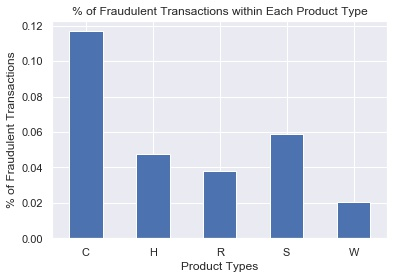 % of Fraudulent Transactions within Each Product Type
% of Fraudulent Transactions
0.12
0.10
0.08
0.06
0.04
0.02
0.00
C H R S W
Product Types